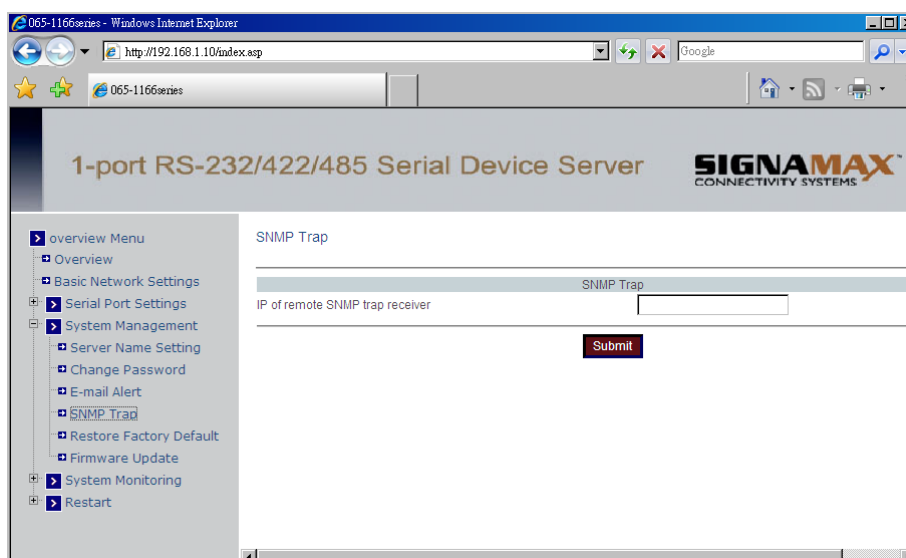 065-1166series - Windows Internet Explorer
http://192.168.1.10/index.asp
Google
065-1166series
1-port RS-232/422/485 Serial Device Server
SIGNAMAX
CONNECTIVITY SYSTEMS
overview Menu
Overview
Basic Network Settings
Serial Port Settings
System Management
Server Name Setting
Change Password
E-mail Alert
SNMP Trap
Restore Factory Default
Firmware Update
System Monitoring
Restart
SNMP Trap
SNMP Trap
IP of remote SNMP trap receiver
Submit